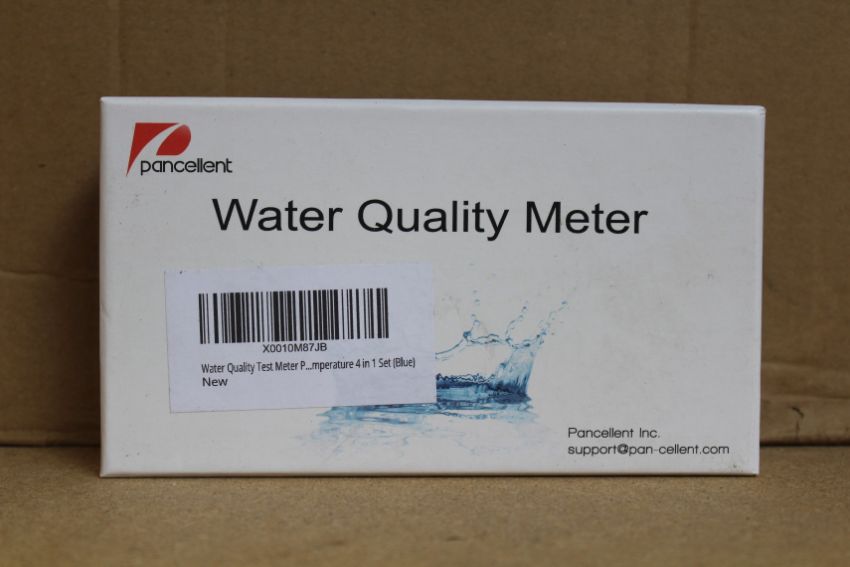 pancellent
Water Quality Meter
X0010M87JB
Water Quality Test Meter P...mperature 4 in 1 Set (Blue)
New
Pancellent Inc.
support@pan-cellent.com